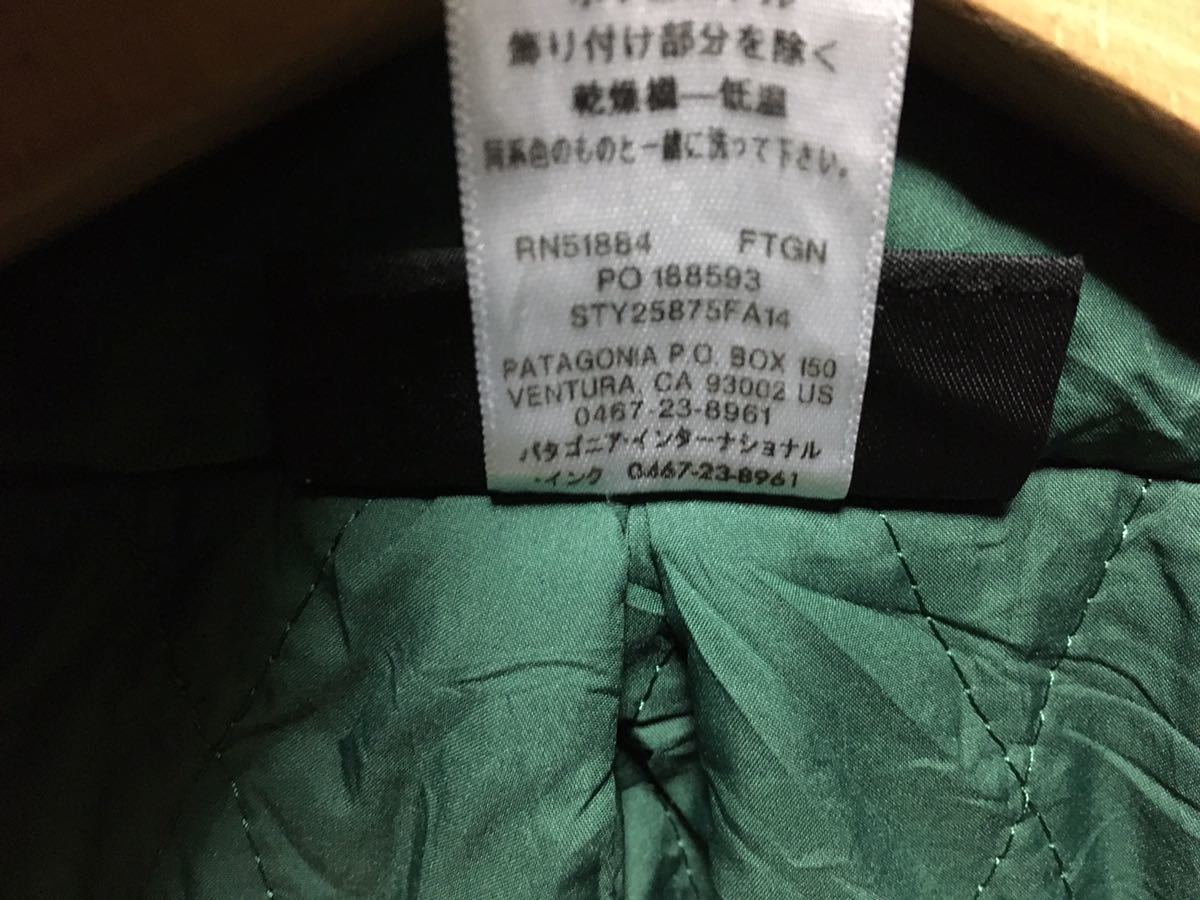 飾り付け部分を除く
乾燥機—低温
同系色のものと一緒に洗って下さい。
RN51884 FTGN
PO 188593
STY25875FA14
PATAGONIA P.O. BOX 150
VENTURA, CA 93002 US
0467-23-8961
パタゴニア・インターナショナル
・インク 0467-23-8961